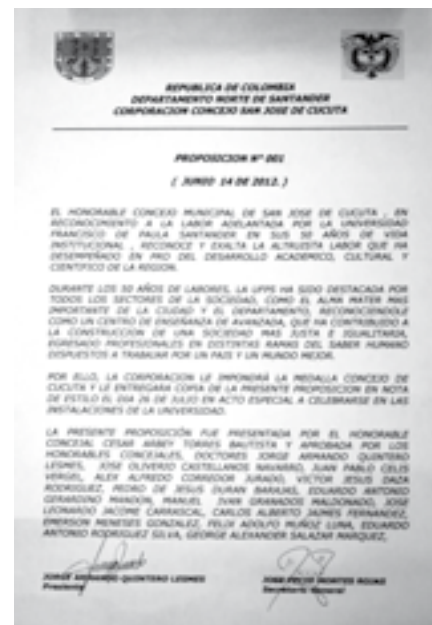 REPUBLICA DE COLOMBIA
DEPARTAMENTO NORTE DE SANTANDER
CORPORACION CONCEJO SAN JOSE DE CUCUTA
PROPOSICION Nº 001
( JUNIO 14 DE 2012. )
EL HONORABLE CONCEJO MUNICIPAL DE SAN JOSE DE CUCUTA , EN
RECONOCIMIENTO A LA LABOR ADELANTADA POR LA UNIVERSIDAD
FRANCISCO DE PAULA SANTANDER EN SUS 50 AÑOS DE VIDA
INSTITUCIONAL , RECONOCE Y EXALTA LA ALTRUISTA LABOR QUE HA
DESEMPEÑADO EN PRO DEL DESARROLLO ACADEMICO, CULTURAL Y
CIENTIFICO DE LA REGION.
DURANTE LOS 50 AÑOS DE LABORES, LA UFPS HA SIDO DESTACADA POR
TODOS LOS SECTORES DE LA SOCIEDAD, COMO EL ALMA MATER MAS
IMPORTANTE DE LA CIUDAD Y EL DEPARTAMENTO, RECONOCIENDOLE
COMO UN CENTRO DE ENSEÑANZA DE AVANZADA, QUE HA CONTRIBUIDO A
LA CONSTRUCCION DE UNA SOCIEDAD MAS JUSTA E IGUALITARIA,
EGRESADO PROFESIONALES EN DISTINTAS RAMAS DEL SABER HUMANO
DISPUESTOS A TRABAJAR POR UN PAIS Y UN MUNDO MEJOR.
POR ELLO, LA CORPORACION LE IMPONDRÁ LA MEDALLA CONCEJO DE
CUCUTA Y LE ENTREGARA COPIA DE LA PRESENTE PROPOSICION EN NOTA
DE ESTILO EL DIA 26 DE JULIO EN ACTO ESPECIAL A CELEBRARSE EN LAS
INSTALACIONES DE LA UNIVERSIDAD.
LA PRESENTE PROPOSICIÓN FUE PRESENTADA POR EL HONORABLE
CONCEJAL CESAR ARBEY TORRES BAUTISTA Y APROBADA POR LOS
HONORABLES CONCEJALES, DOCTORES JORGE ARMANDO QUINTERO
LESMES, JOSE OLIVERIO CASTELLANOS NAVARRO, JUAN PABLO CELIS
VERGEL, ALEX ALFREDO CORREDOR JURADO, VICTOR JESUS DAZA
RODRIGUEZ, PEDRO DE JESUS DURAN BARAJAS, EDUARDO ANTONIO
GERARDINO MANDON, MANUEL IVAN GRANADOS MALDONADO, JOSE
LEONARDO JACOME CARRASCAL, CARLOS ALBERTO JAIMES FERNANDEZ,
EMERSON MENESES GONZALEZ, FELIX ADOLFO MUÑOZ LUNA, EDUARDO
ANTONIO RODRIGUEZ SILVA, GEORGE ALEXANDER SALAZAR MARQUEZ,
JORGE ARMANDO QUINTERO LESMES
Presidente
JOSE MONTES ROJAS
Secretario General